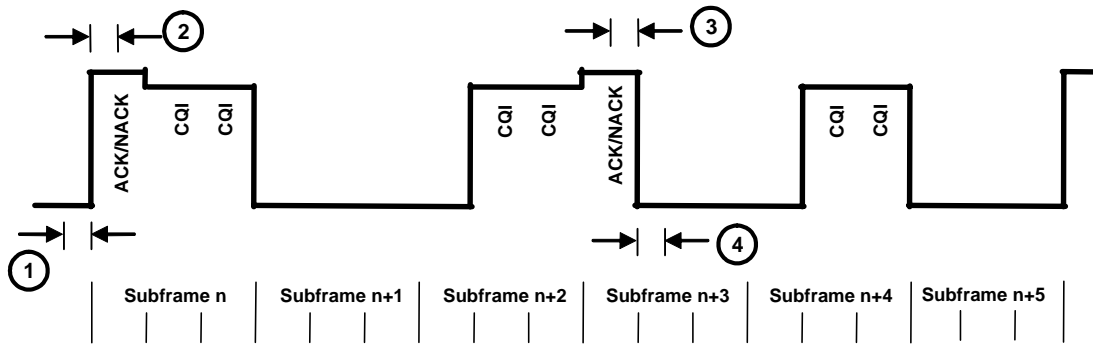 2
3
ACK/NACK
CQI
CQI
CQI
CQI
ACK/NACK
CQI
CQI
1
4
Subframe n
Subframe n+1
Subframe n+2
Subframe n+3
Subframe n+4
Subframe n+5